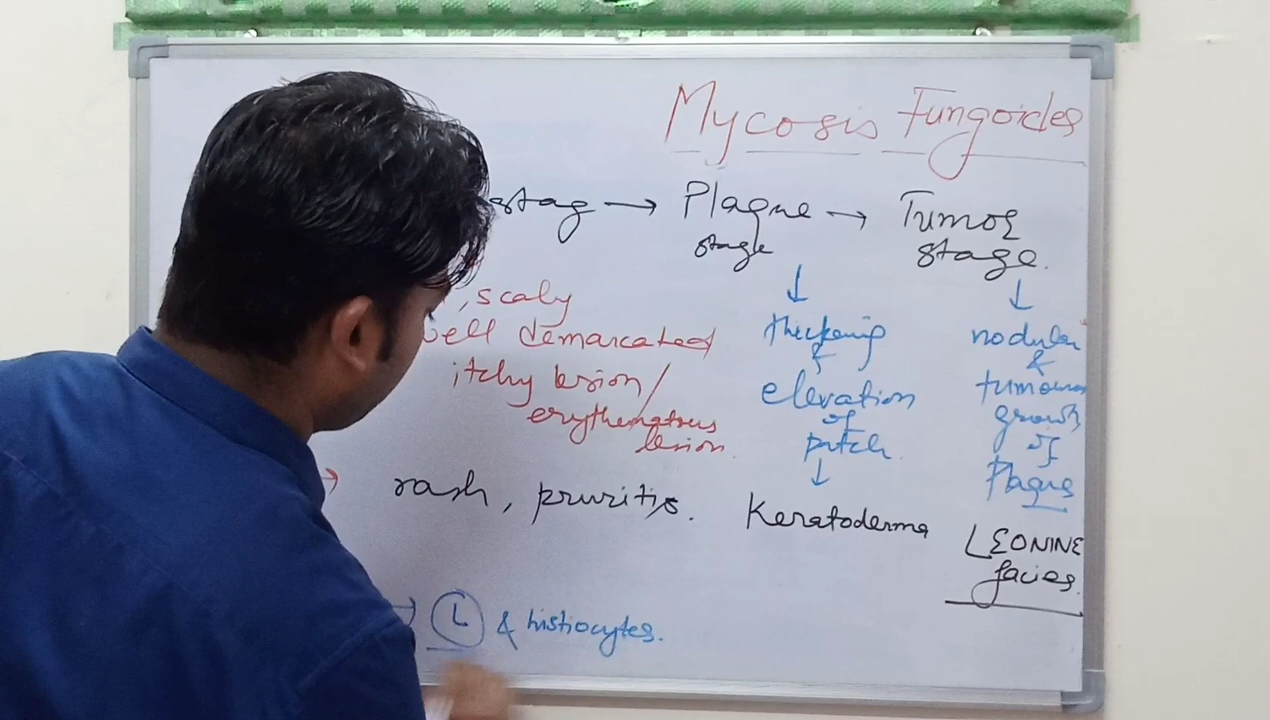 Mycosis Fungoides
stag → Plaque → Tumor
stage stage.
↓ ↓
, scaly
well demarcated
itchy lesion /
erythematous
lesion.
thickening
&
elevation
of
patch.
↓
Keratoderma
nodular
&
tumorous
growth
of
Plaque
LEONINE
facies.
→ rash, pruritis.
→ L & histiocytes.